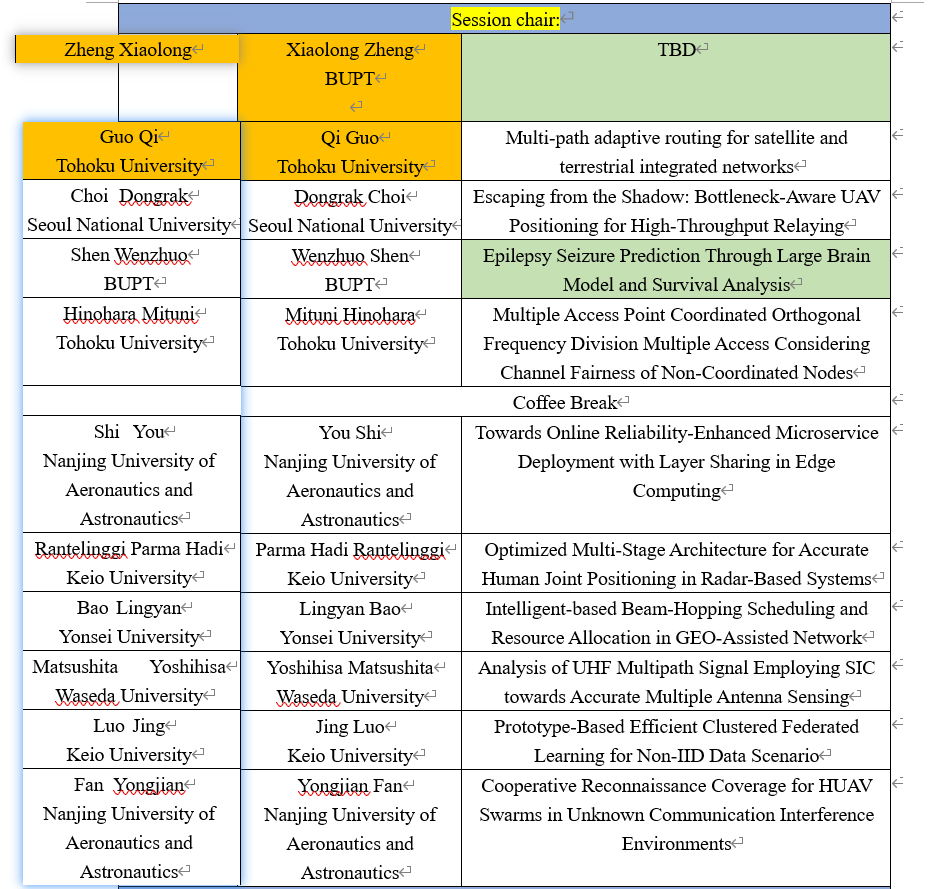 Session chair:
Zheng Xiaolong
Xiaolong Zheng
BUPT
TBD
Guo Qi
Tohoku University
Qi Guo
Tohoku University
Multi-path adaptive routing for satellite and
terrestrial integrated networks
Choi Dongrak
Seoul National University
Dongrak Choi
Seoul National University
Escaping from the Shadow: Bottleneck-Aware UAV
Positioning for High-Throughput Relaying
Shen Wenzhuo
BUPT
Wenzhuo Shen
BUPT
Epilepsy Seizure Prediction Through Large Brain
Model and Survival Analysis
Hinohara Mituni
Tohoku University
Mituni Hinohara
Tohoku University
Multiple Access Point Coordinated Orthogonal
Frequency Division Multiple Access Considering
Channel Fairness of Non-Coordinated Nodes
Coffee Break
Shi You
Nanjing University of
Aeronautics and
Astronautics
You Shi
Nanjing University of
Aeronautics and
Astronautics
Towards Online Reliability-Enhanced Microservice
Deployment with Layer Sharing in Edge
Computing
Rantelinggi Parma Hadi
Keio University
Parma Hadi Rantelinggi
Keio University
Optimized Multi-Stage Architecture for Accurate
Human Joint Positioning in Radar-Based Systems
Bao Lingyan
Yonsei University
Lingyan Bao
Yonsei University
Intelligent-based Beam-Hopping Scheduling and
Resource Allocation in GEO-Assisted Network
Matsushita Yoshihisa
Waseda University
Yoshihisa Matsushita
Waseda University
Analysis of UHF Multipath Signal Employing SIC
towards Accurate Multiple Antenna Sensing
Luo Jing
Keio University
Jing Luo
Keio University
Prototype-Based Efficient Clustered Federated
Learning for Non-IID Data Scenario
Fan Yongjian
Nanjing University of
Aeronautics and
Astronautics
Yongjian Fan
Nanjing University of
Aeronautics and
Astronautics
Cooperative Reconnaissance Coverage for HUAV
Swarms in Unknown Communication Interference
Environments